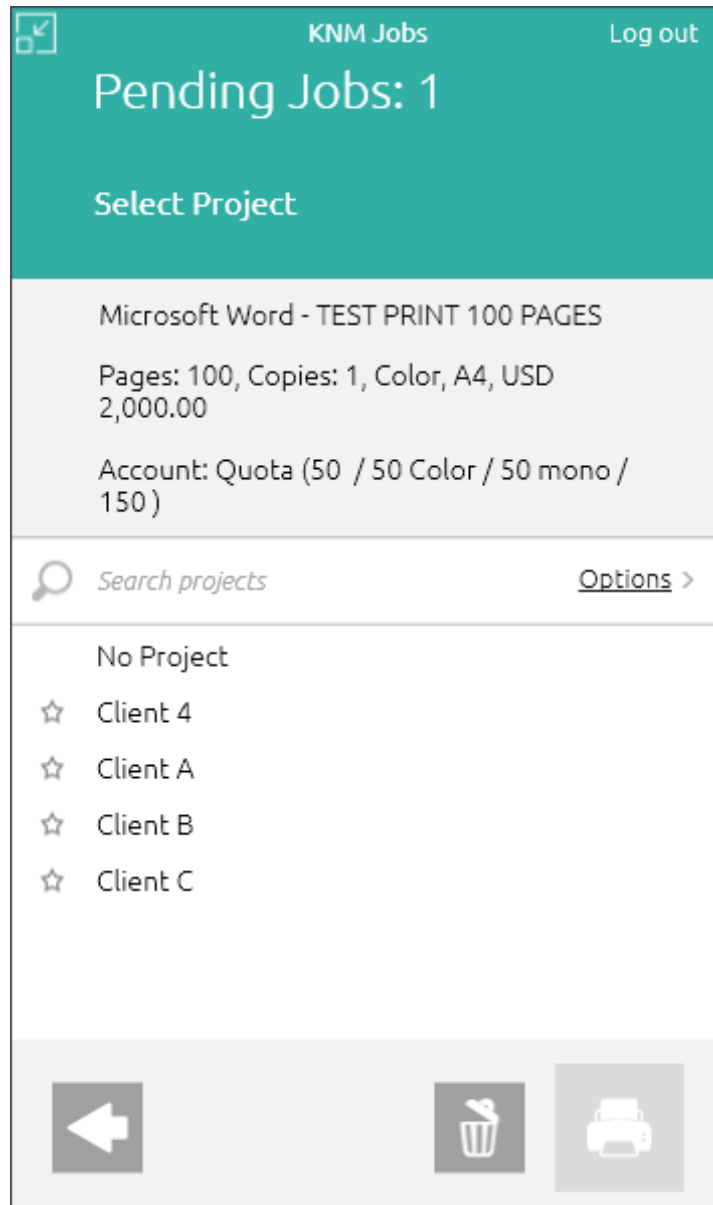 KNM Jobs
Log out
Pending Jobs: 1
Select Project
Microsoft Word - TEST PRINT 100 PAGES
Pages: 100, Copies: 1, Color, A4, USD
2,000.00
Account: Quota (50  / 50 Color / 50 mono /
150 )
Search projects
Options >
No Project
Client 4
Client A
Client B
Client C